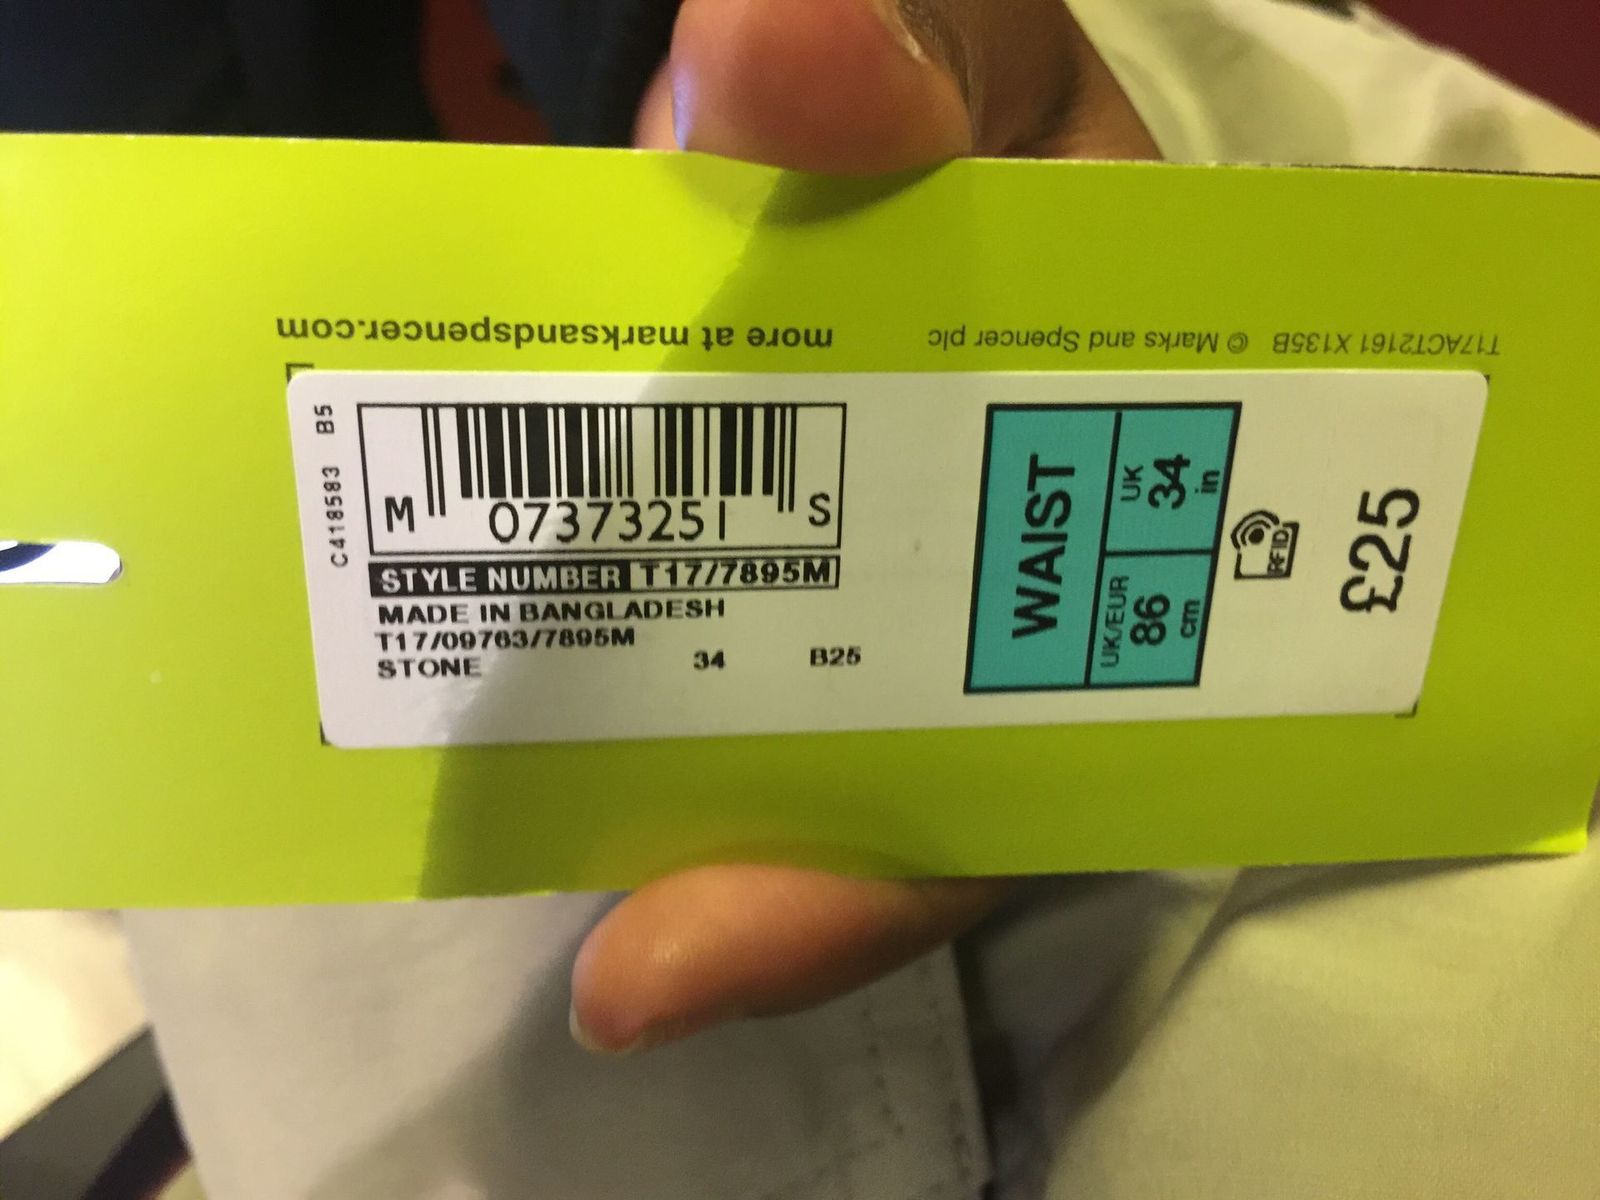 more at marksandspencer.com
© Marks and Spencer plc
T17ACT2161 X135B
C418583 B5
M 07373251 S
STYLE NUMBER T17/7895M
MADE IN BANGLADESH
T17/09763/7895M
STONE 34 B25
WAIST
UK/EUR
86
cm
UK
34
in
RFID
£25